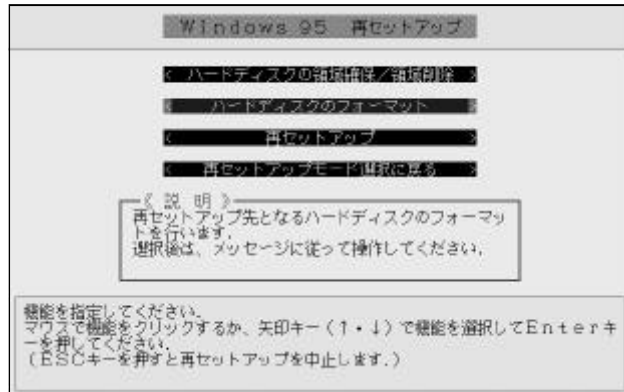 Windows 95 再セットアップ
< ハードディスクの領域確保/領域削除 >
< ハードディスクのフォーマット >
< 再セットアップ >
< 再セットアップモード選択に戻る >
《 説 明 》
再セットアップ先となるハードディスクのフォーマッ
トを行います.
選択後は、メッセージに従って操作してください.
機能を指定してください.
マウスで機能をクリックするか、矢印キー(↑・↓)で機能を選択してEnterキ
ーを押してください.
(ESCキーを押すと再セットアップを中止します.)